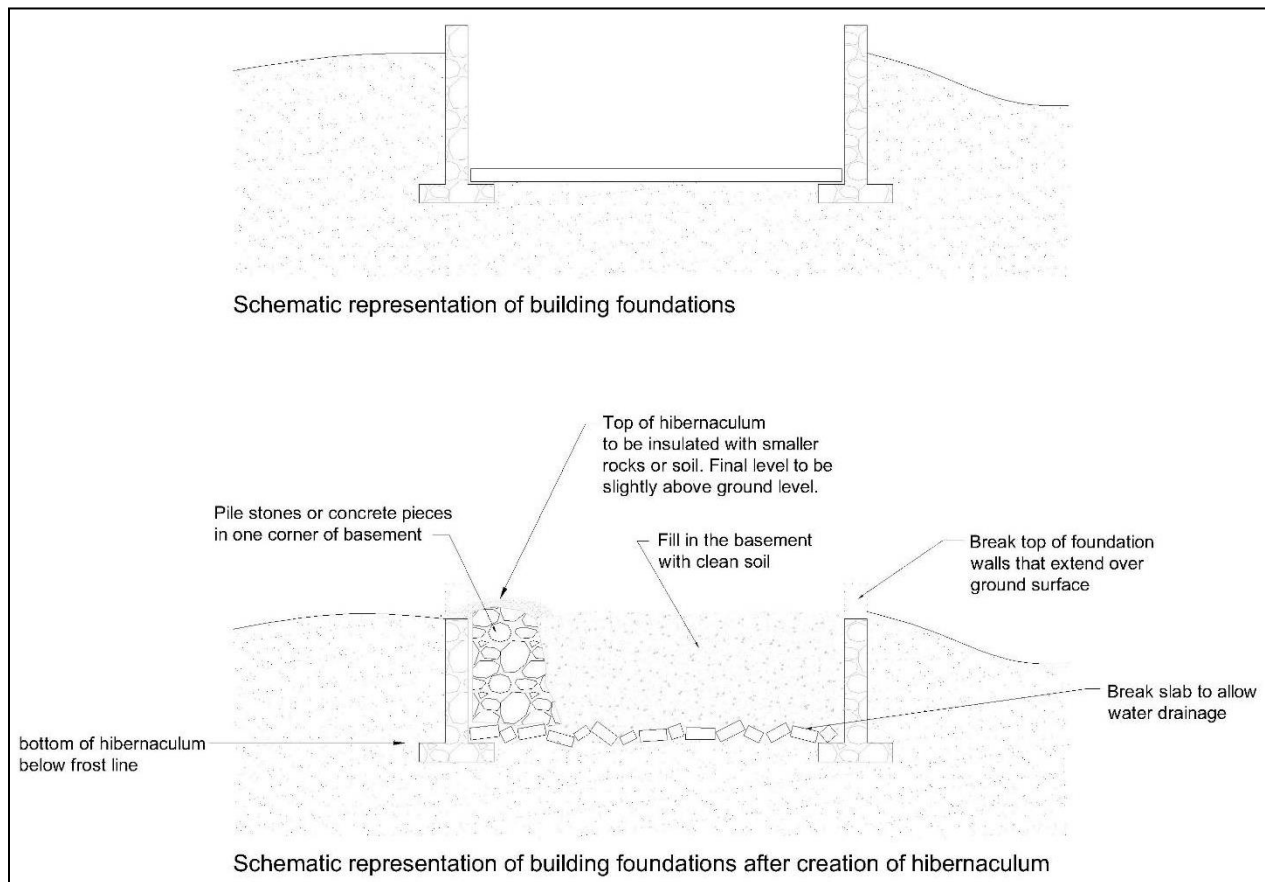 Schematic representation of building foundations
Top of hibernaculum
to be insulated with smaller
rocks or soil. Final level to be
slightly above ground level.
Pile stones or concrete pieces
in one corner of basement
Fill in the basement
with clean soil
Break top of foundation
walls that extend over
ground surface
Break slab to allow
water drainage
bottom of hibernaculum
below frost line
Schematic representation of building foundations after creation of hibernaculum